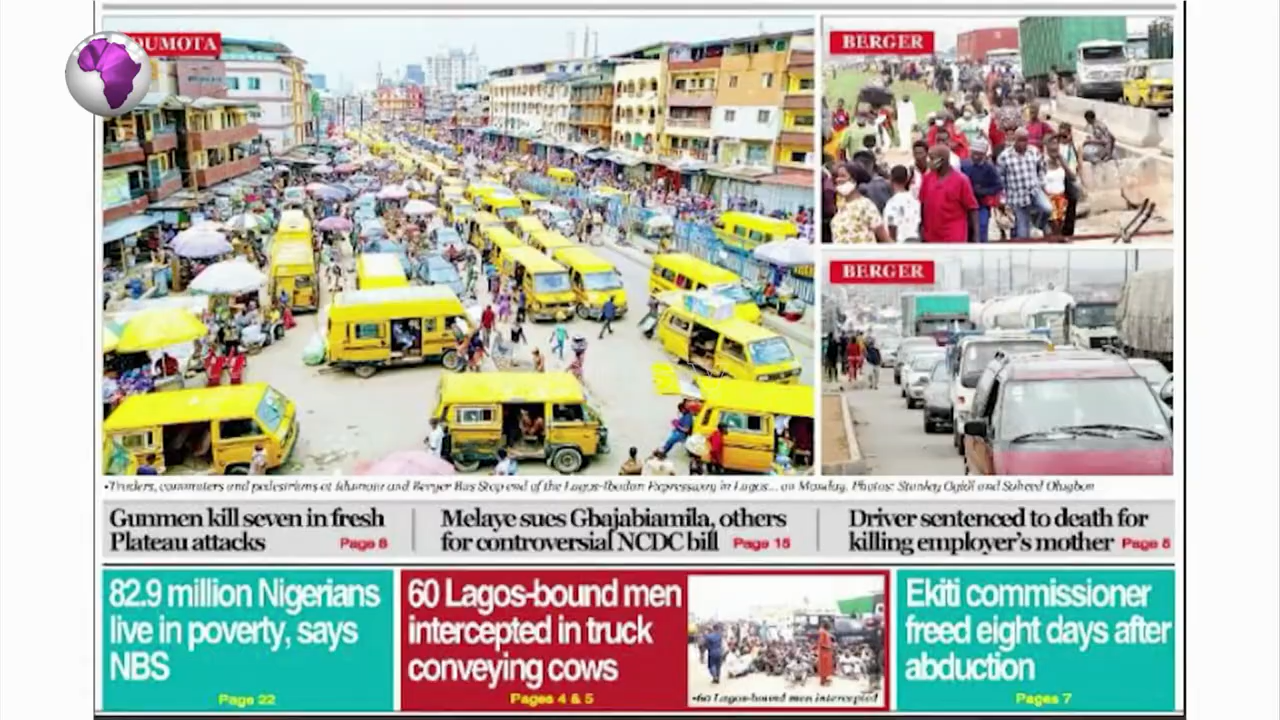 DUMOTA
BERGER
BERGER
•Traders, commuters and pedestrians at Idumota and Berger Bus Stop end of the Lagos-Ibadan Expressway in Lagos... on Monday. Photos: Stanley Ogidi and Saheed Olugbon
Gunmen kill seven in fresh
Plateau attacks Page 8
Melaye sues Gbajabiamila, others
for controversial NCDC bill Page 15
Driver sentenced to death for
killing employer's mother Page 8
82.9 million Nigerians
live in poverty, says
NBS
Page 22
60 Lagos-bound men
intercepted in truck
conveying cows
Pages 4 & 5
•60 Lagos-bound men intercepted
Ekiti commissioner
freed eight days after
abduction
Pages 7